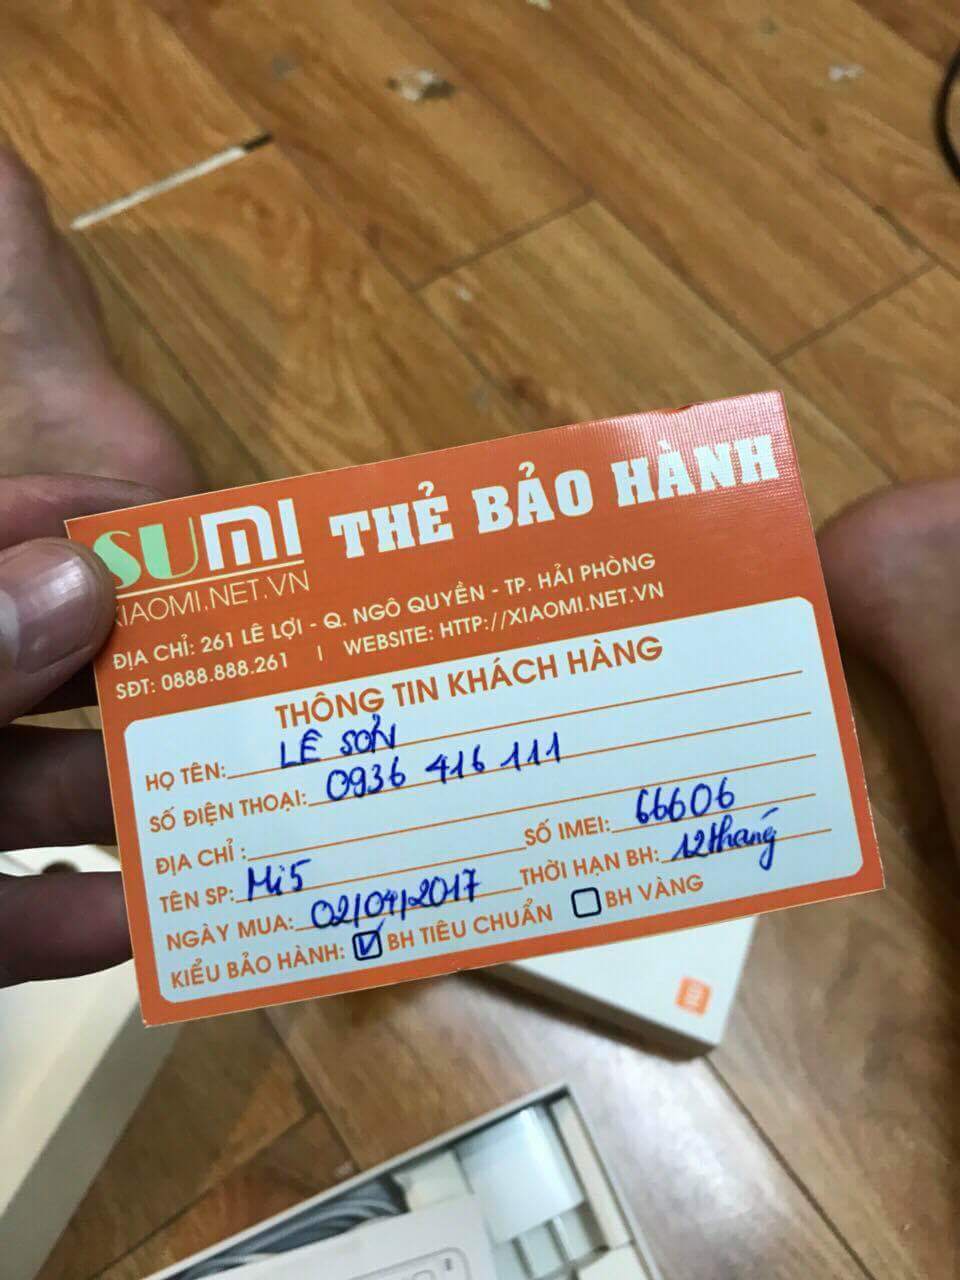 SUMI THẺ BẢO HÀNH
XIAOMI.NET.VN
ĐỊA CHỈ: 261 LÊ LỢI - Q. NGÔ QUYỀN - TP. HẢI PHÒNG
SĐT: 0888.888.261 | WEBSITE: HTTP://XIAOMI.NET.VN
THÔNG TIN KHÁCH HÀNG
HỌ TÊN: LÊ SƠN
SỐ ĐIỆN THOẠI: 0936 416 111
ĐỊA CHỈ :
TÊN SP: Mi5 SỐ IMEI: 66606
NGÀY MUA: 02/04/2017 THỜI HẠN BH: 12 tháng
KIỂU BẢO HÀNH: BH TIÊU CHUẨN BH VÀNG